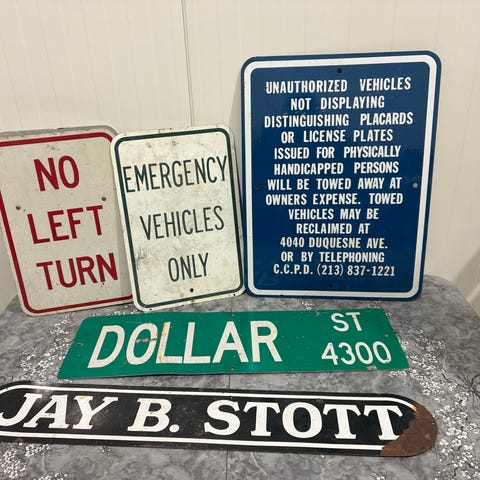 NO
LEFT
TURN
EMERGENCY
VEHICLES
ONLY
UNAUTHORIZED VEHICLES
NOT DISPLAYING
DISTINGUISHING PLACARDS
OR LICENSE PLATES
ISSUED FOR PHYSICALLY
HANDICAPPED PERSONS
WILL BE TOWED AWAY AT
OWNERS EXPENSE. TOWED
VEHICLES MAY BE
RECLAIMED AT
4040 DUQUESNE AVE.
OR BY TELEPHONING
C.C.P.D. (213) 837-1221
DOLLAR ST
4300
JAY B. STOTT